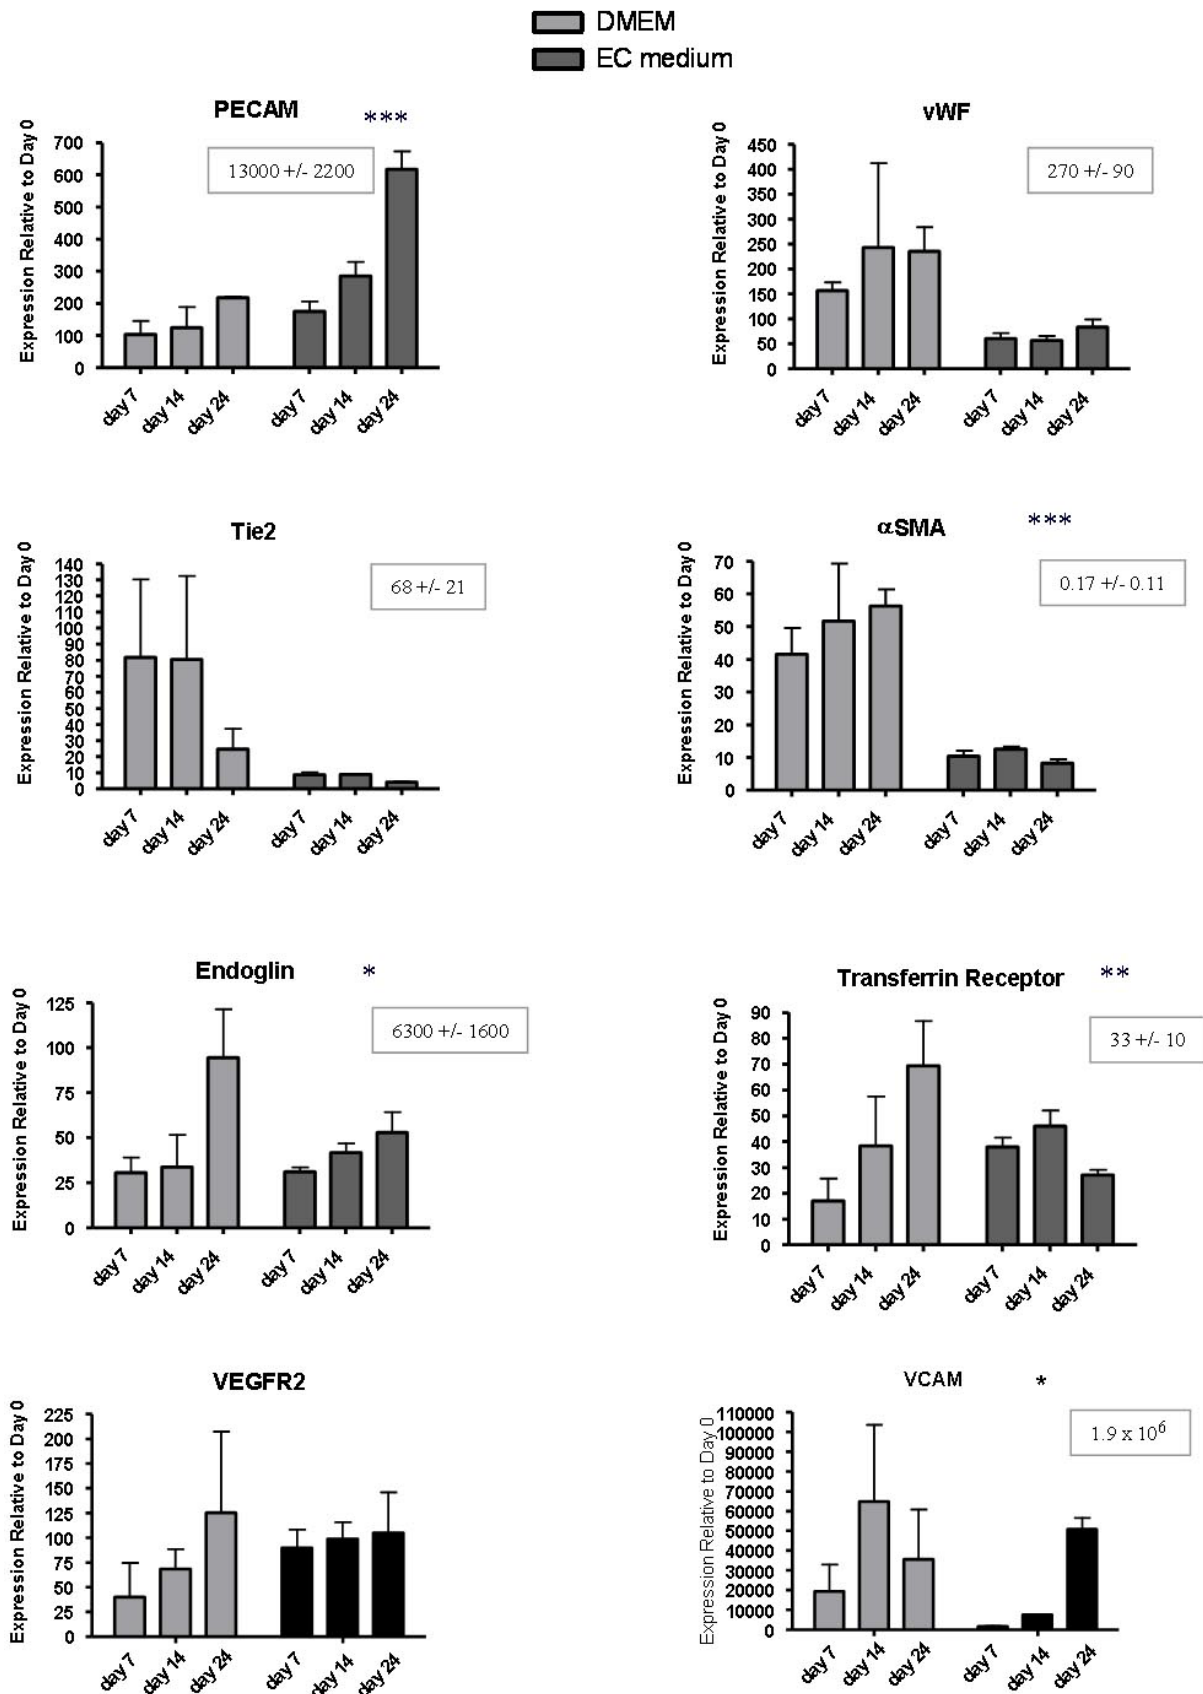 DMEM
EC medium
PECAM
***
Expression Relative to Day 0
700
600
500
400
300
200
100
0
13000 +/- 2200
day 7
day 14
day 24
day 7
day 14
day 24
vWF
Expression Relative to Day 0
450
400
350
300
250
200
150
100
50
0
270 +/- 90
day 7
day 14
day 24
day 7
day 14
day 24
Tie2
Expression Relative to Day 0
140
130
120
110
100
90
80
70
60
50
40
30
20
10
0
68 +/- 21
day 7
day 14
day 24
day 7
day 14
day 24
αSMA
***
Expression Relative to Day 0
70
60
50
40
30
20
10
0
0.17 +/- 0.11
day 7
day 14
day 24
day 7
day 14
day 24
Endoglin
*
Expression Relative to Day 0
125
100
75
50
25
0
6300 +/- 1600
day 7
day 14
day 24
day 7
day 14
day 24
Transferrin Receptor
**
Expression Relative to Day 0
90
80
70
60
50
40
30
20
10
0
33 +/- 10
day 7
day 14
day 24
day 7
day 14
day 24
VEGFR2
Expression Relative to Day 0
225
200
175
150
125
100
75
50
25
0
day 7
day 14
day 24
day 7
day 14
day 24
VCAM
*
Expression Relative to Day 0
110000
100000
90000
80000
70000
60000
50000
40000
30000
20000
10000
0
1.9 x 10⁶
day 7
day 14
day 24
day 7
day 14
day 24